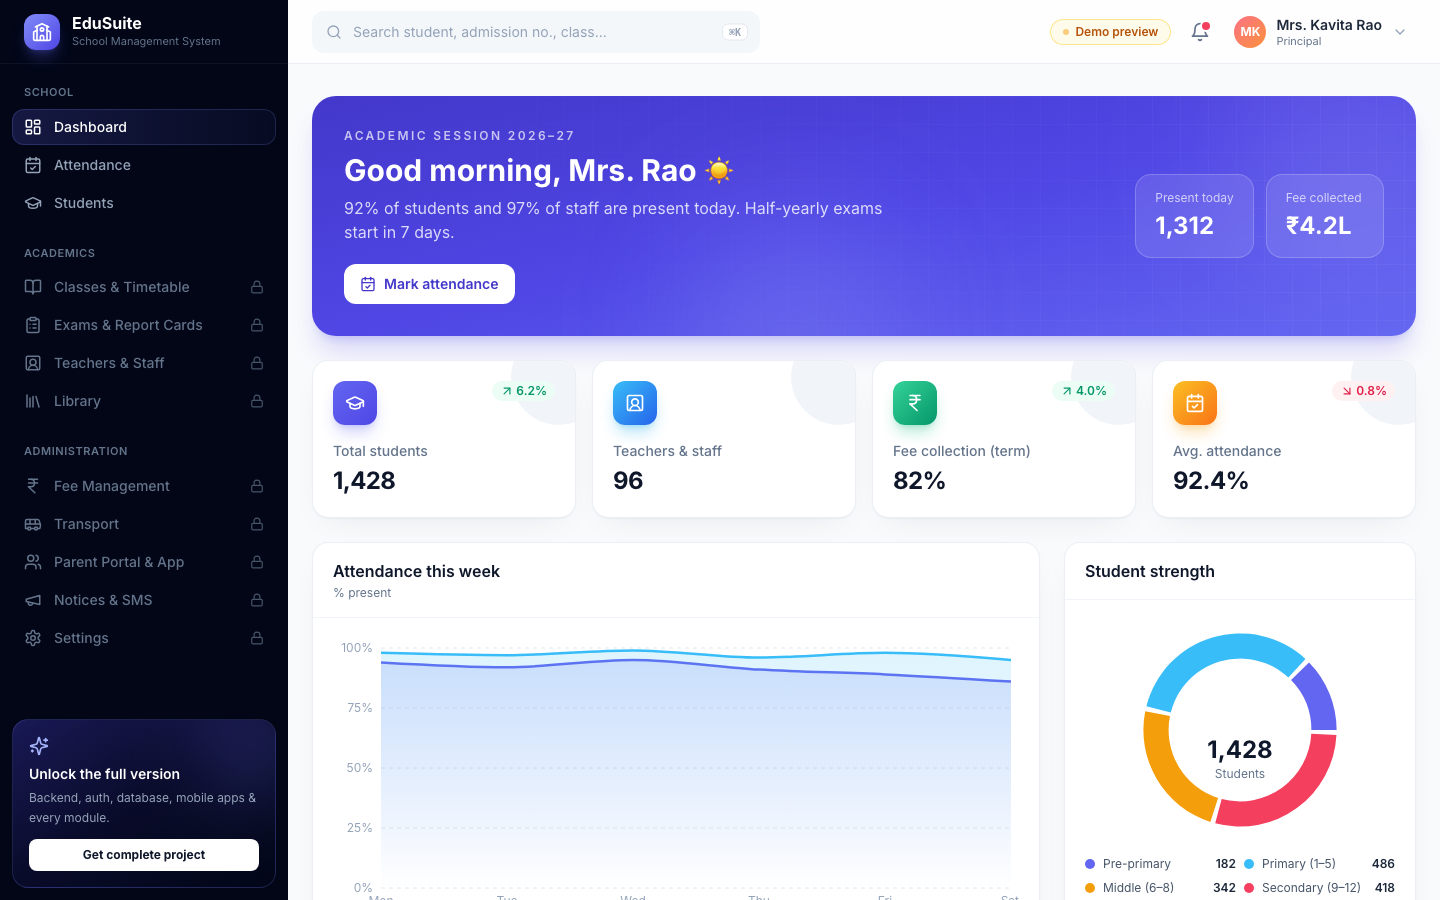 EduSuite
School Management System
Search student, admission no., class...
⌘K
Demo preview
MK
Mrs. Kavita Rao
Principal
SCHOOL
Dashboard
Attendance
Students
ACADEMICS
Classes & Timetable
Exams & Report Cards
Teachers & Staff
Library
ADMINISTRATION
Fee Management
Transport
Parent Portal & App
Notices & SMS
Settings
Unlock the full version
Backend, auth, database, mobile apps &
every module.
Get complete project
ACADEMIC SESSION 2026–27
Good morning, Mrs. Rao ☀️
92% of students and 97% of staff are present today. Half-yearly exams
start in 7 days.
Mark attendance
Present today
1,312
Fee collected
₹4.2L
6.2%
Total students
1,428
Teachers & staff
96
4.0%
Fee collection (term)
82%
0.8%
Avg. attendance
92.4%
Attendance this week
% present
100%
75%
50%
25%
0%
Mon Tue Wed Thu Fri Sat
Student strength
1,428
Students
Pre-primary 182
Primary (1–5) 486
Middle (6–8) 342
Secondary (9–12) 418